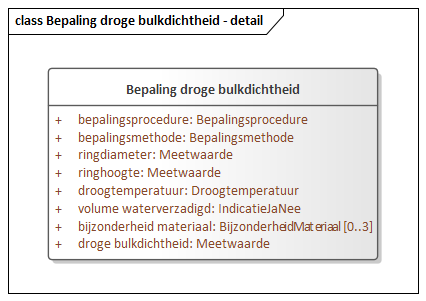 class Bepaling droge bulkdichtheid - detail
Bepaling droge bulkdichtheid
+ bepalingsprocedure: Bepalingsprocedure
+ bepalingsmethode: Bepalingsmethode
+ ringdiameter: Meetwaarde
+ ringhoogte: Meetwaarde
+ droogtemperatuur: Droogtemperatuur
+ volume waterverzadigd: IndicatieJaNee
+ bijzonderheid materiaal: BijzonderheidMateriaal [0..3]
+ droge bulkdichtheid: Meetwaarde